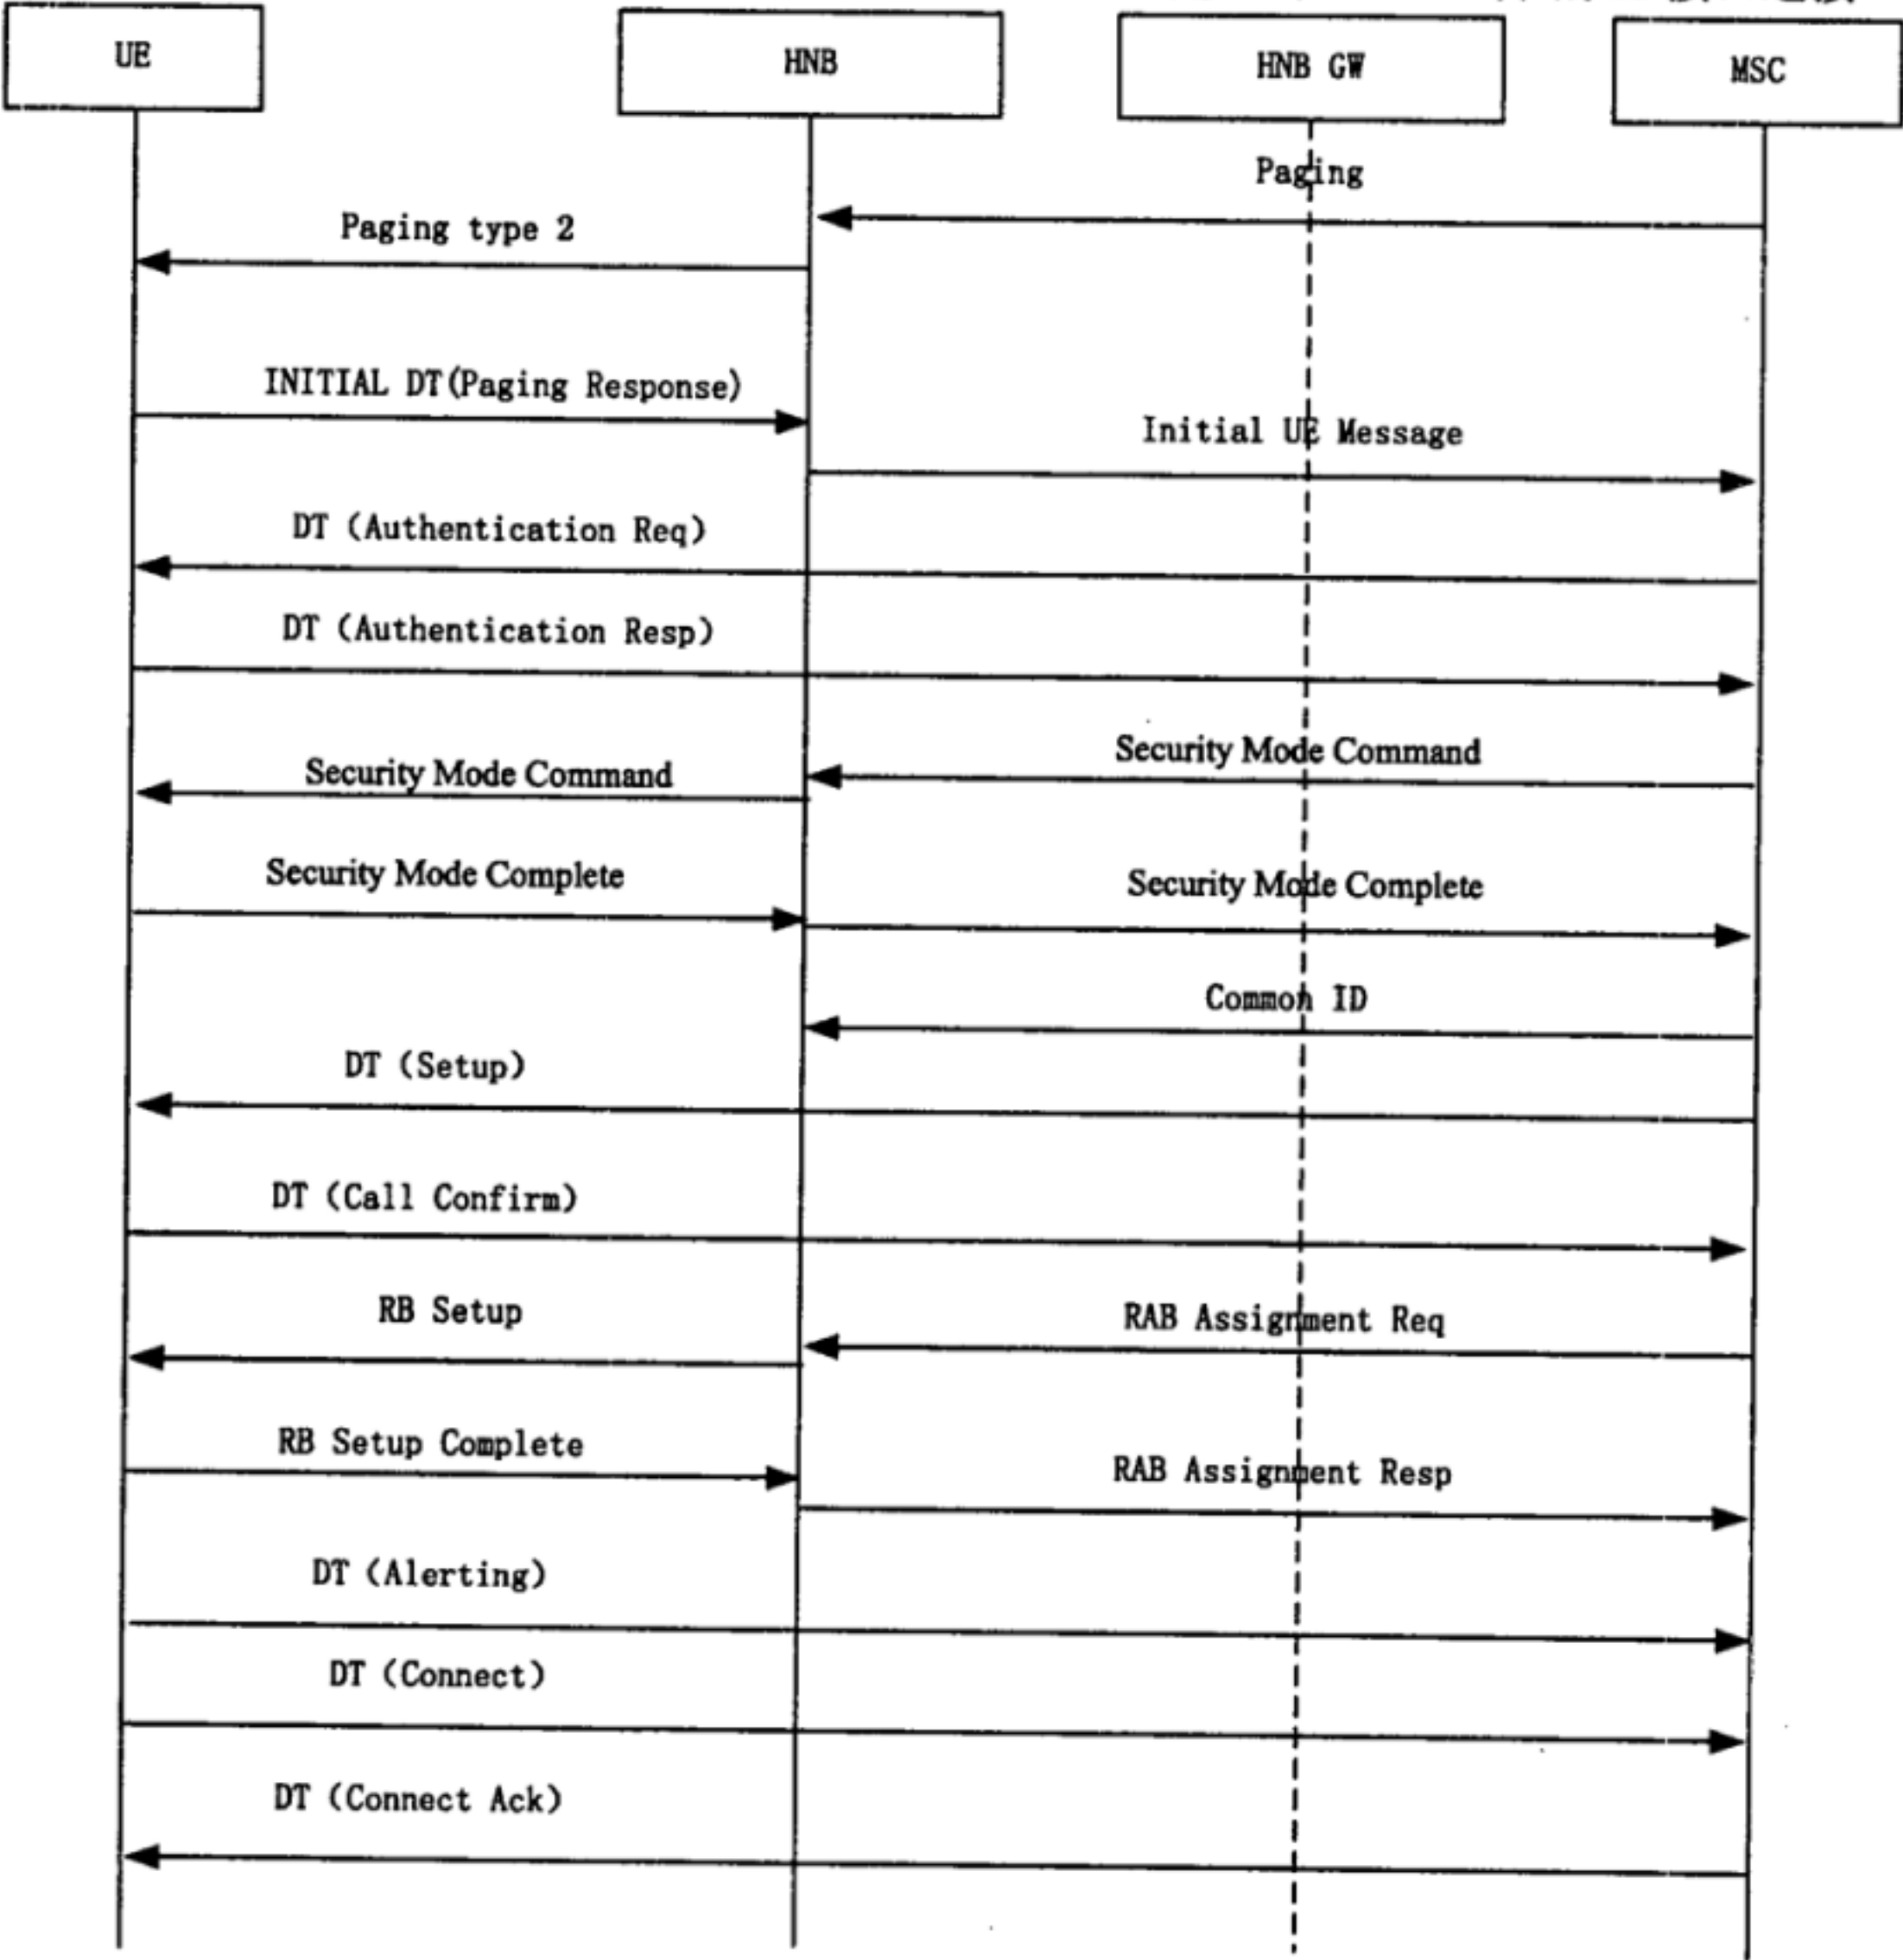 UE
HNB
HNB GW
MSC
Paging
Paging type 2
INITIAL DT(Paging Response)
Initial UE Message
DT (Authentication Req)
DT (Authentication Resp)
Security Mode Command
Security Mode Command
Security Mode Complete
Security Mode Complete
Common ID
DT (Setup)
DT (Call Confirm)
RB Setup
RAB Assignment Req
RB Setup Complete
RAB Assignment Resp
DT (Alerting)
DT (Connect)
DT (Connect Ack)